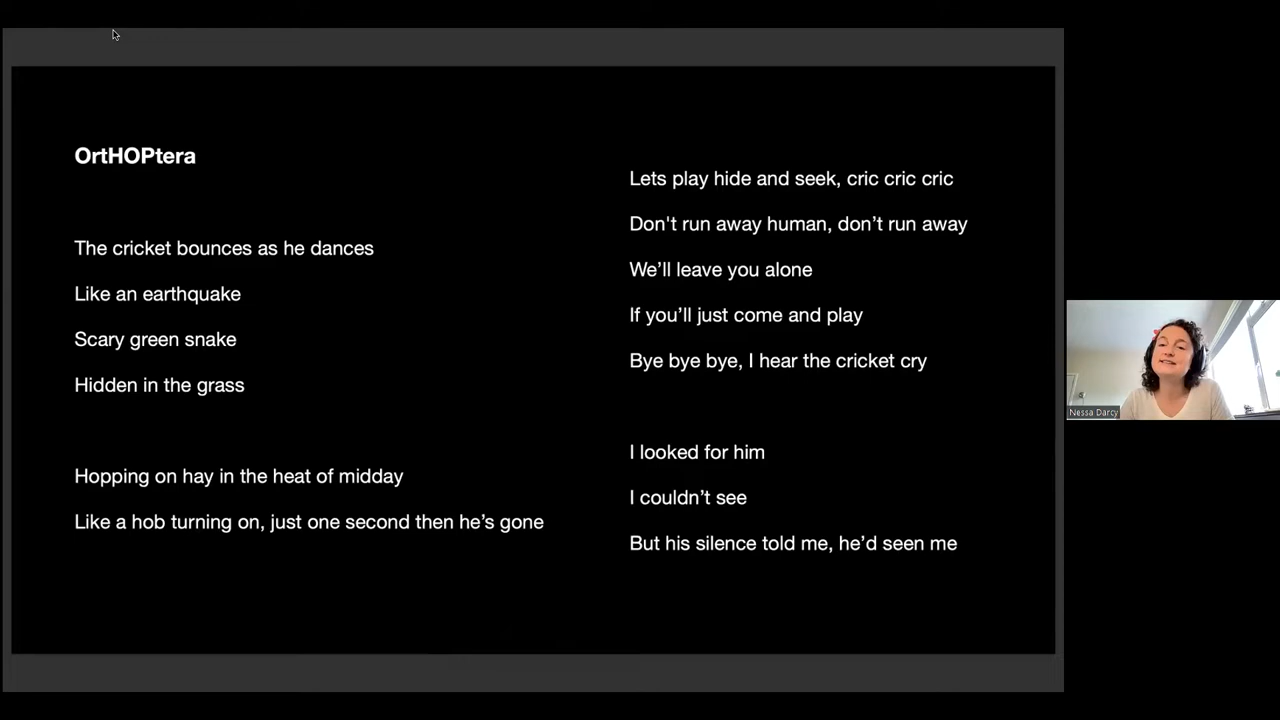 OrtHOPtera
The cricket bounces as he dances
Like an earthquake
Scary green snake
Hidden in the grass
Hopping on hay in the heat of midday
Like a hob turning on, just one second then he’s gone
Lets play hide and seek, cric cric cric
Don't run away human, don’t run away
We’ll leave you alone
If you’ll just come and play
Bye bye bye, I hear the cricket cry
I looked for him
I couldn’t see
But his silence told me, he’d seen me
Nessa Darcy